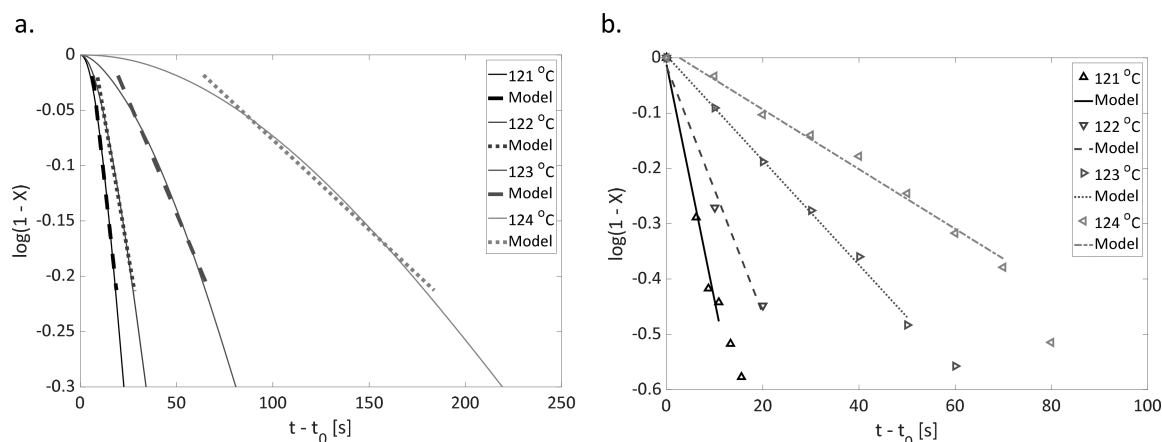 a.
0
-0.05
-0.1
-0.15
-0.2
-0.25
-0.3
log(1 - X)
0
50
100
150
200
250
t - t0 [s]
121 °C
Model
122 °C
Model
123 °C
Model
124 °C
Model
b.
0
-0.1
-0.2
-0.3
-0.4
-0.5
-0.6
log(1 - X)
0
20
40
60
80
100
t - t0 [s]
121 °C
Model
122 °C
Model
123 °C
Model
124 °C
Model